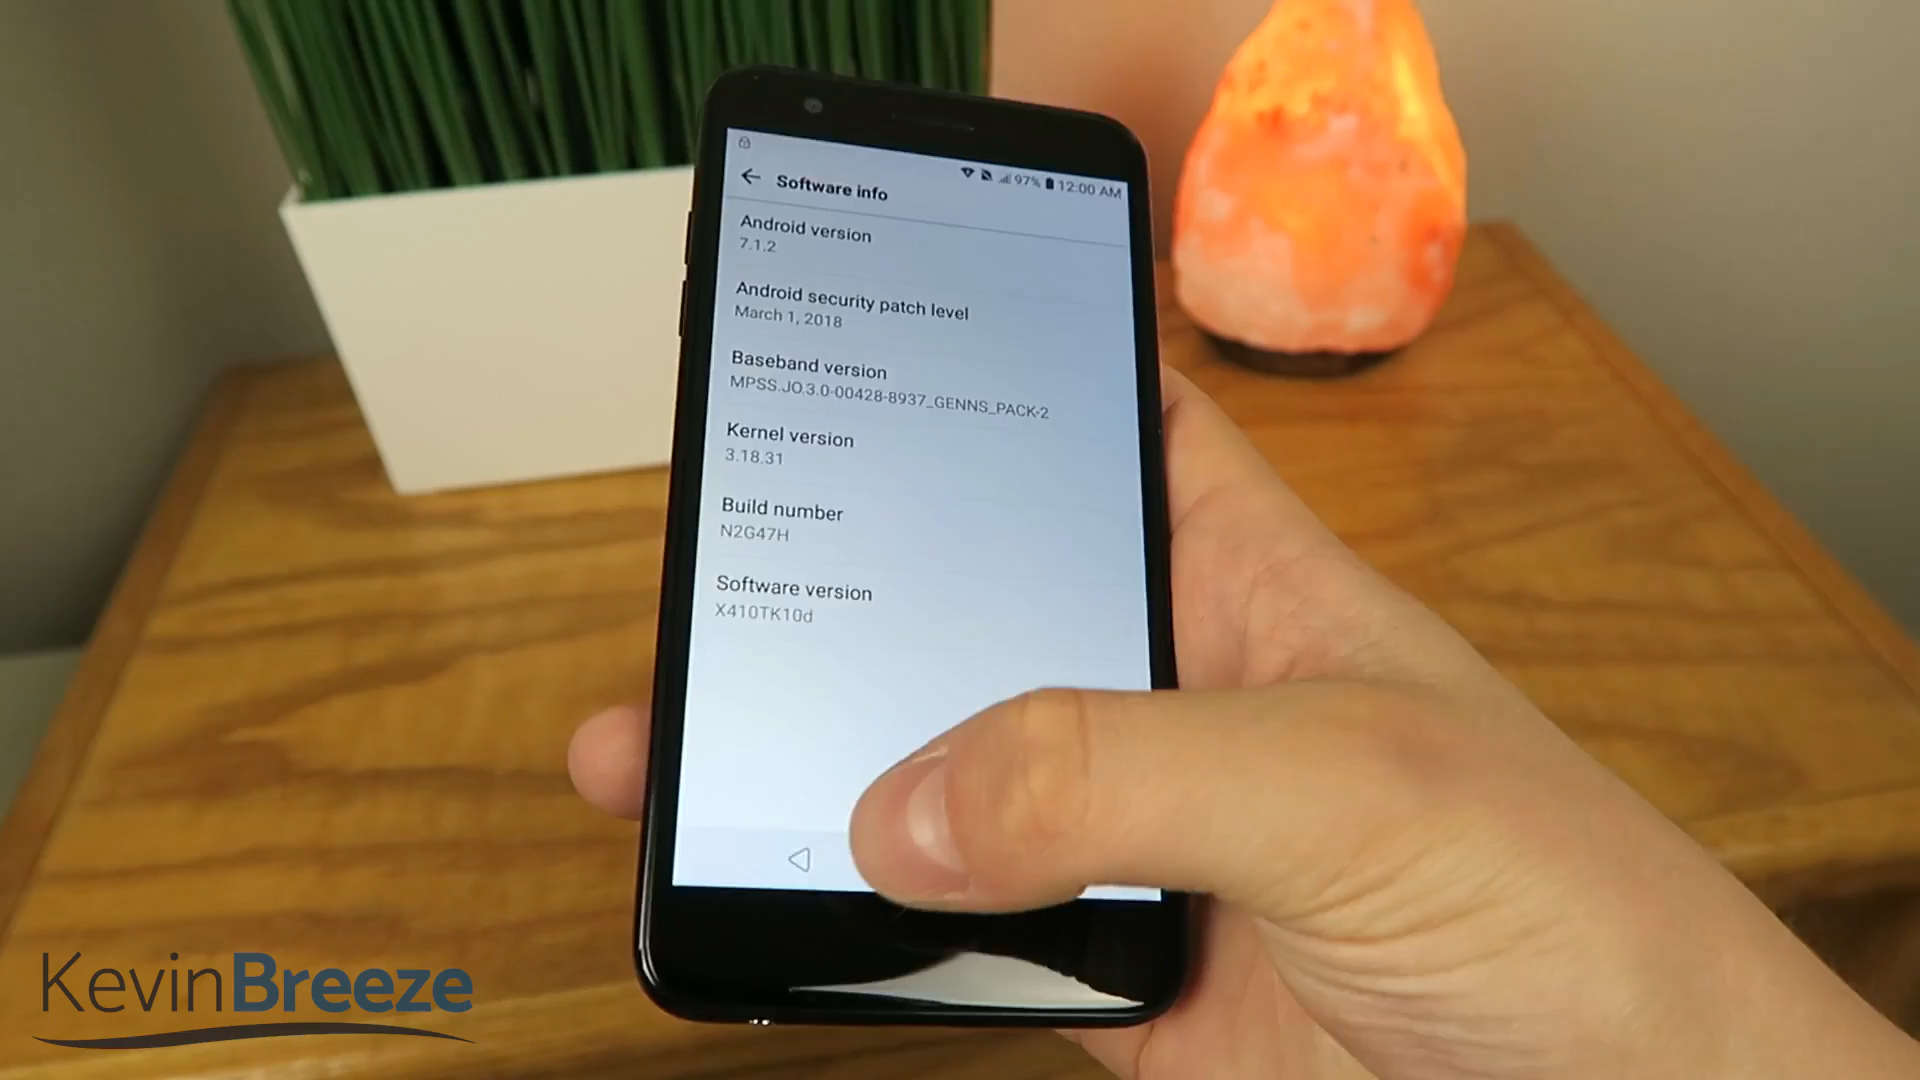 97% 12:00 AM
Software info
Android version
7.1.2
Android security patch level
March 1, 2018
Baseband version
MPSS.JO.3.0-00428-8937_GENNS_PACK-2
Kernel version
3.18.31
Build number
N2G47H
Software version
X410TK10d
KevinBreeze